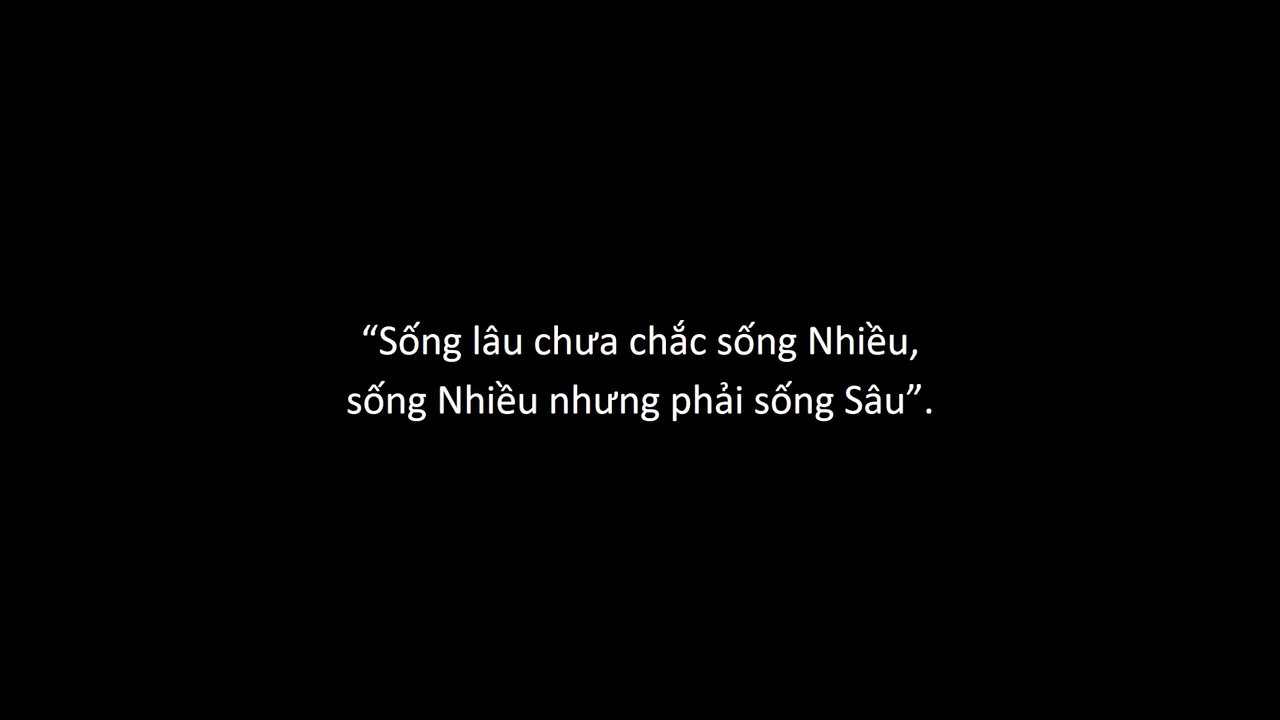 “Sống lâu chưa chắc sống Nhiều,
sống Nhiều nhưng phải sống Sâu”.